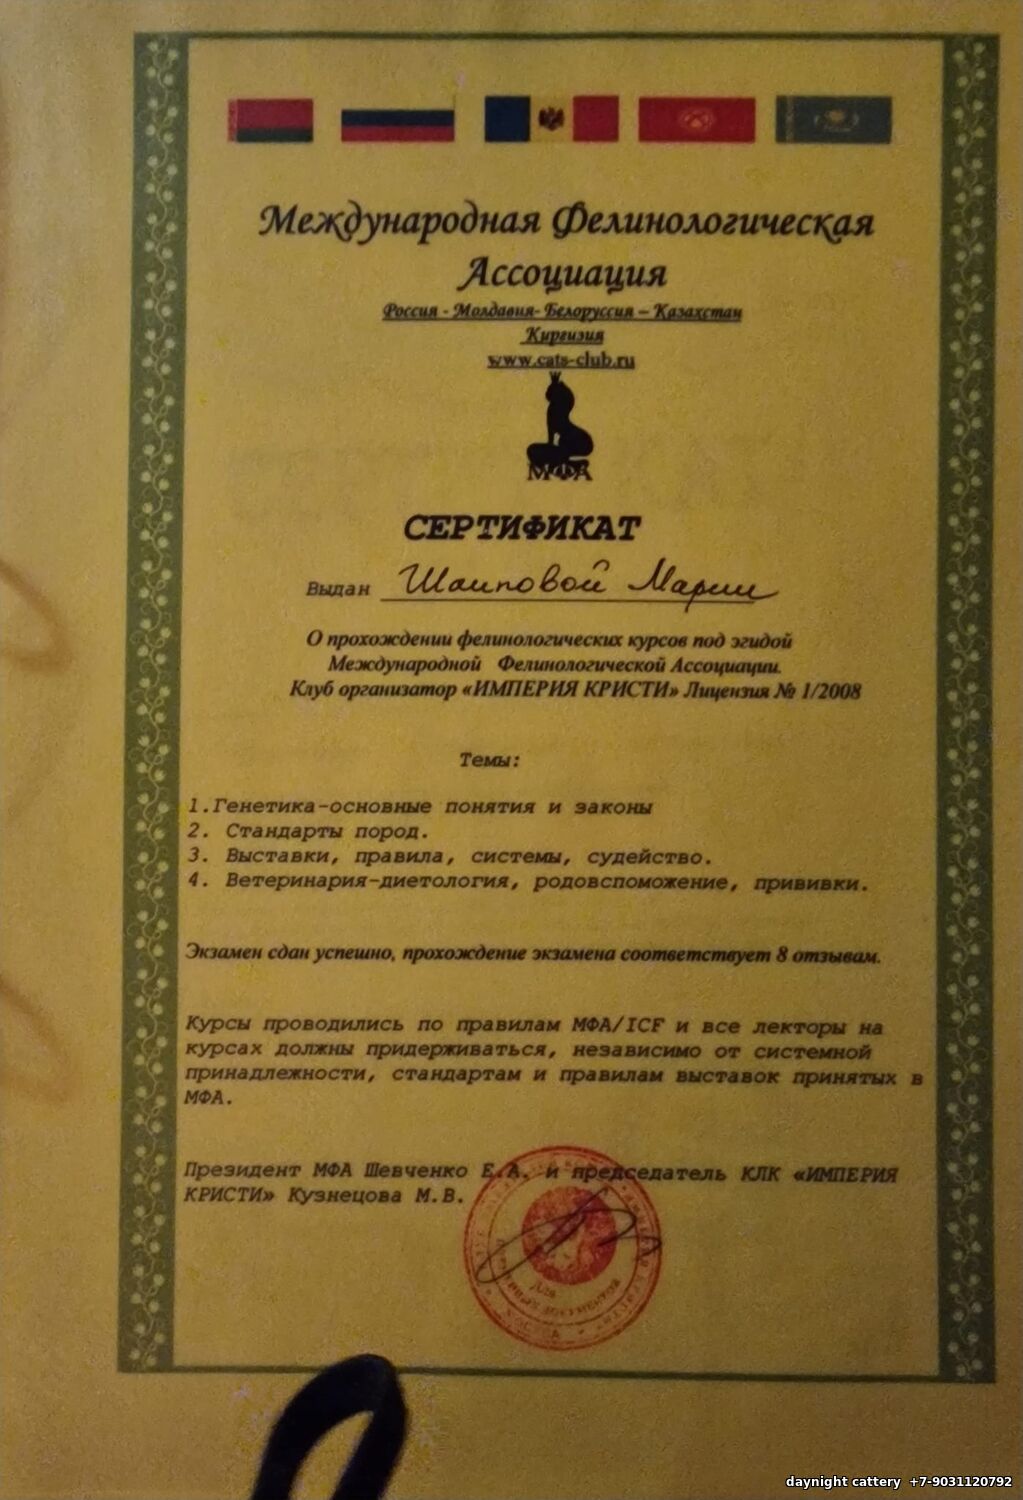 Международная Фелинологическая
Ассоциация
Россия - Молдавия- Белоруссия – Казахстан
Киргизия
www.cats-club.ru
МФА
СЕРТИФИКАТ
Выдан Шаиповой Марии
О прохождении фелинологических курсов под эгидой
Международной Фелинологической Ассоциации.
Клуб организатор «ИМПЕРИЯ КРИСТИ» Лицензия № 1/2008
Темы:
1.Генетика-основные понятия и законы
2. Стандарты пород.
3. Выставки, правила, системы, судейство.
4. Ветеринария-диетология, родовспоможение, прививки.
Экзамен сдан успешно, прохождение экзамена соответствует 8 отзывам.
Курсы проводились по правилам МФА/ICF и все лекторы на
курсах должны придерживаться, независимо от системной
принадлежности, стандартам и правилам выставок принятых в
МФА.
Президент МФА Шевченко Е.А. и председатель КЛК «ИМПЕРИЯ
КРИСТИ» Кузнецова М.В.
daynight cattery +7-9031120792